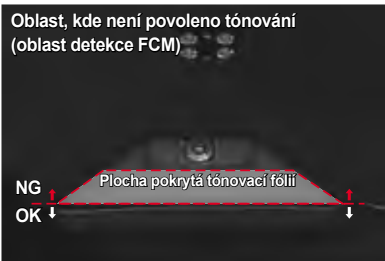 Oblast, kde není povoleno tónování
(oblast detekce FCM)
Plocha pokrytá tónovací fólií
NG
OK